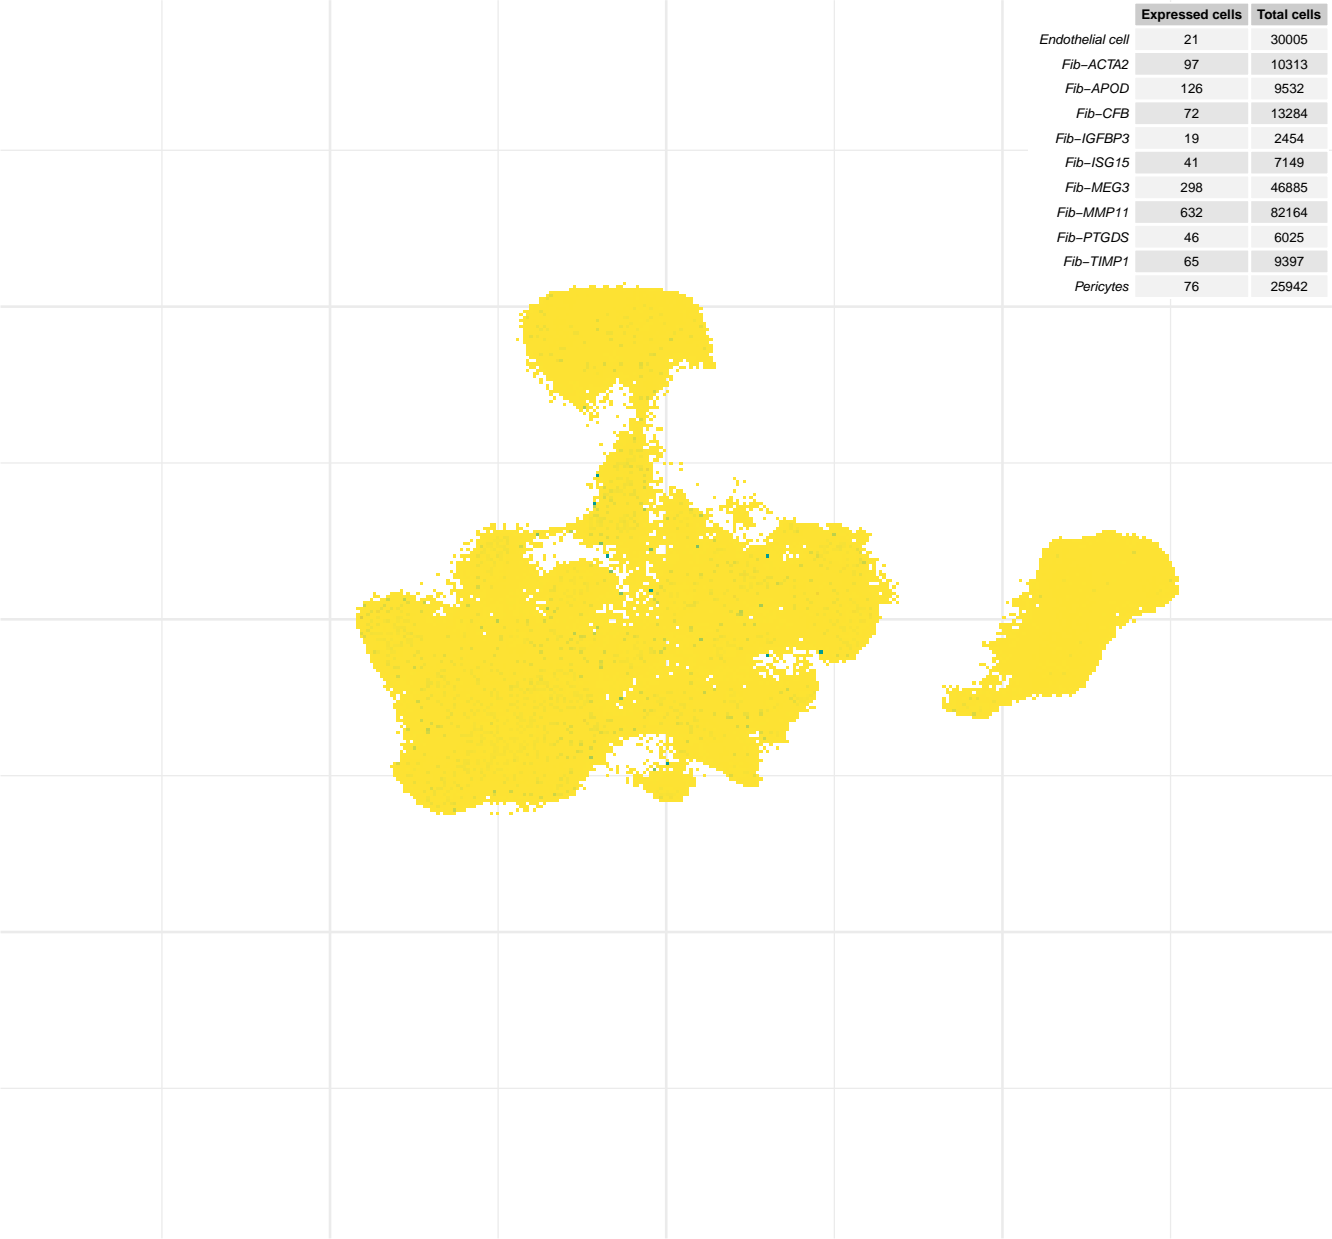 Expressed cells Total cells
Endothelial cell 21 30005
Fib−ACTA2 97 10313
Fib−APOD 126 9532
Fib−CFB 72 13284
Fib−IGFBP3 19 2454
Fib−ISG15 41 7149
Fib−MEG3 298 46885
Fib−MMP11 632 82164
Fib−PTGDS 46 6025
Fib−TIMP1 65 9397
Pericytes 76 25942